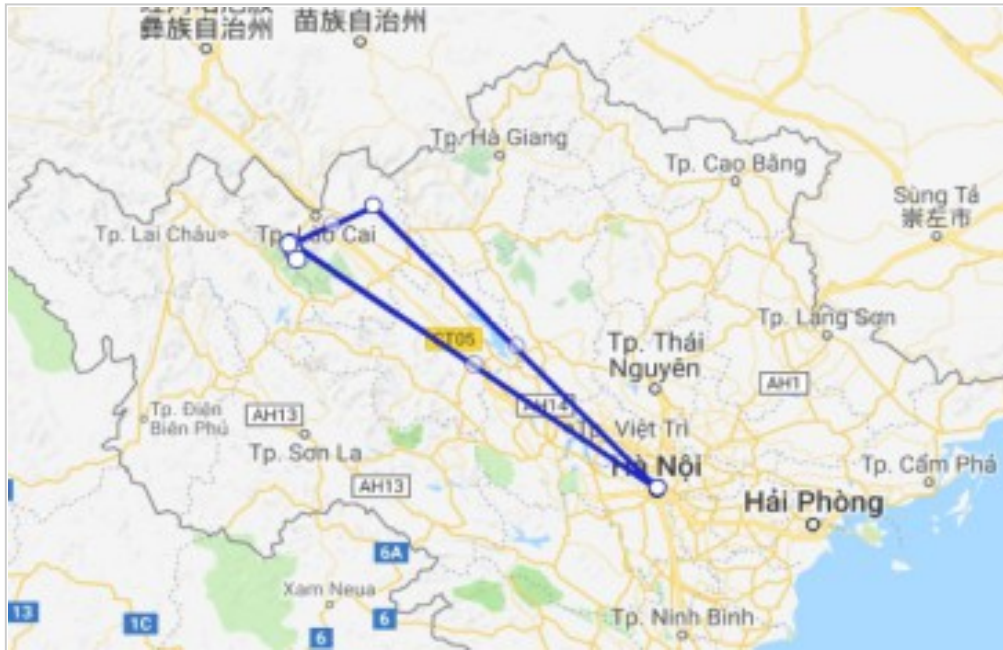 彝族自治州
苗族自治州
Tp. Hà Giang
Tp. Cao Bằng
Sùng Tả
崇左市
Tp. Lai Châu
Tp. Lào Cai
CT05
Tp. Lạng Sơn
Tp. Thái
Nguyên
AH1
Tp. Điện
Biên Phủ
AH13
AH14
Tp. Việt Trì
Tp. Sơn La
Hà Nội
Tp. Cẩm Phả
AH13
Hải Phòng
6A
Xam Neua
13
1C
6
6
Tp. Ninh Bình